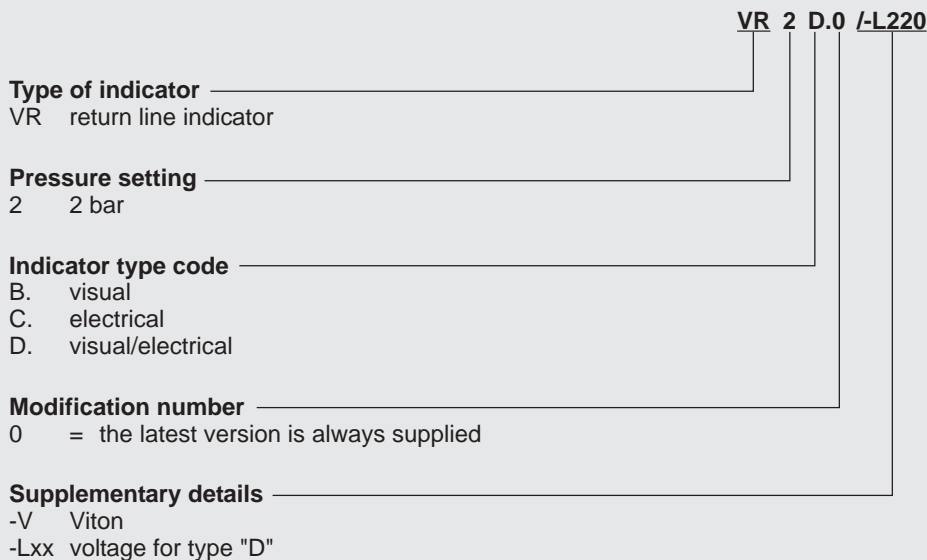 VR 2 D.0 /-L220
Type of indicator
VR return line indicator
Pressure setting
2 2 bar
Indicator type code
B. visual
C. electrical
D. visual/electrical
Modification number
0 = the latest version is always supplied
Supplementary details
-V Viton
-Lxx voltage for type "D"